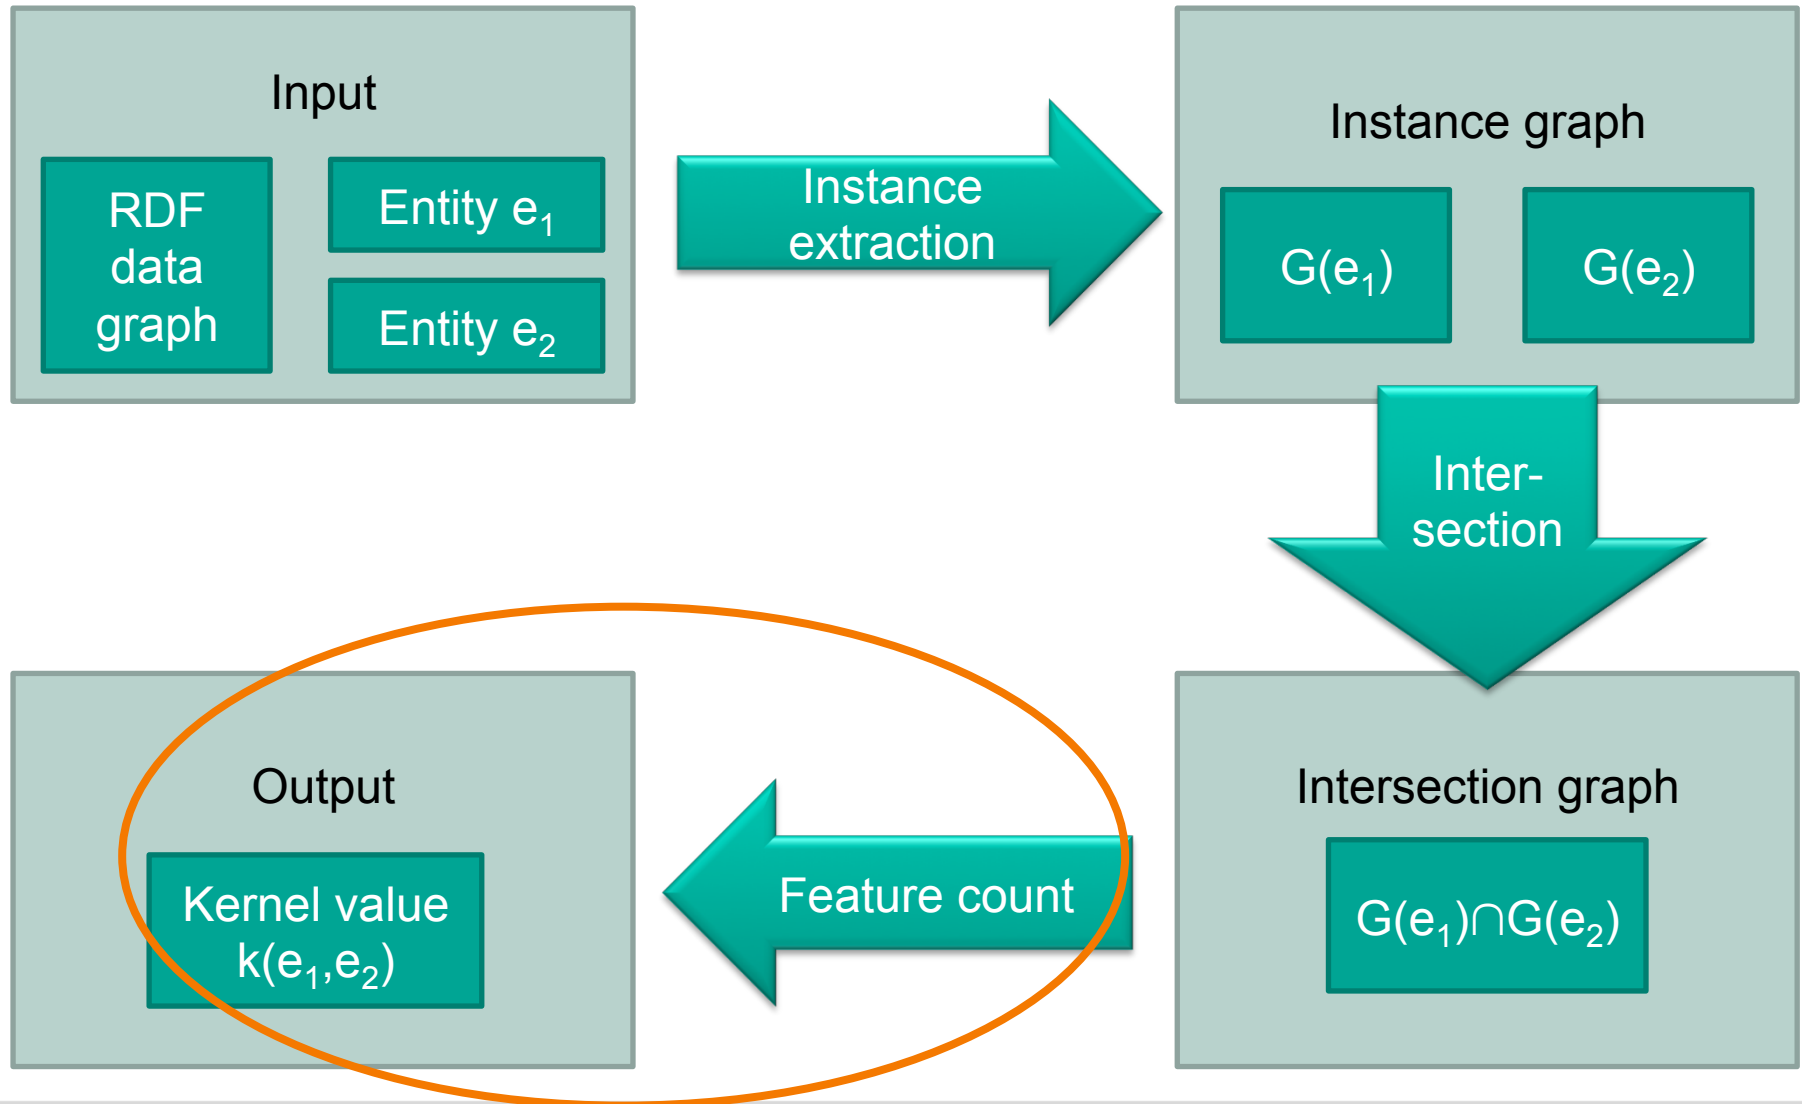 Input
RDF
data
graph
Entity e₁
Entity e₂
Instance
extraction
Instance graph
G(e₁)
G(e₂)
Inter-
section
Intersection graph
G(e₁)∩G(e₂)
Feature count
Output
Kernel value
k(e₁,e₂)